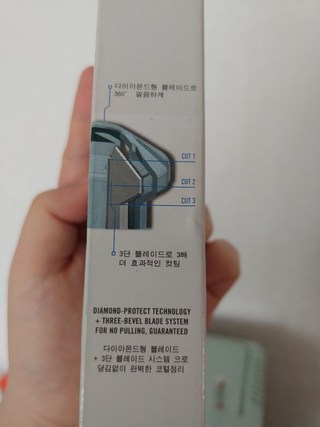 다이아몬드형 블레이드로
360° 깔끔하게
CUT 1
CUT 2
CUT 3
3단 블레이드로 3배
더 효과적인 컷팅
DIAMOND-PROTECT TECHNOLOGY
+ THREE-BEVEL BLADE SYSTEM
FOR NO PULLING, GUARANTEED
다이아몬드형 블레이드
+ 3단 블레이드 시스템 으로
당김없이 완벽한 코털정리